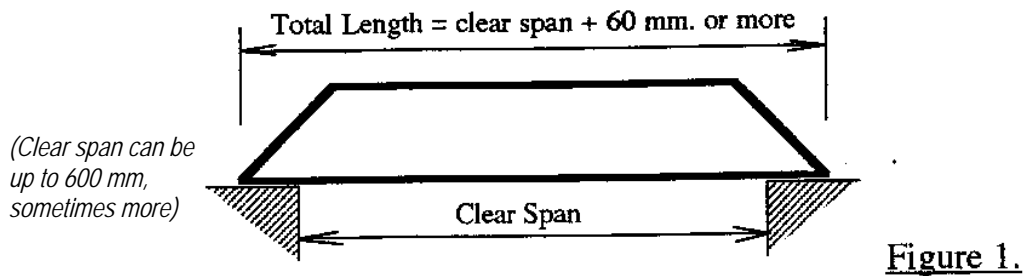 Total Length = clear span + 60 mm. or more
(Clear span can be
up to 600 mm,
sometimes more)
Clear Span
Figure 1.